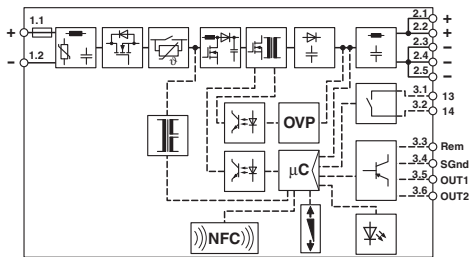 + 1.1
− 1.2
ϑ
2.1 +
2.2 +
2.3 −
2.4 −
2.5 −
3.1 13
3.2 14
OVP
µC
3.3 Rem
3.4 SGnd
3.5 OUT1
3.6 OUT2
NFC